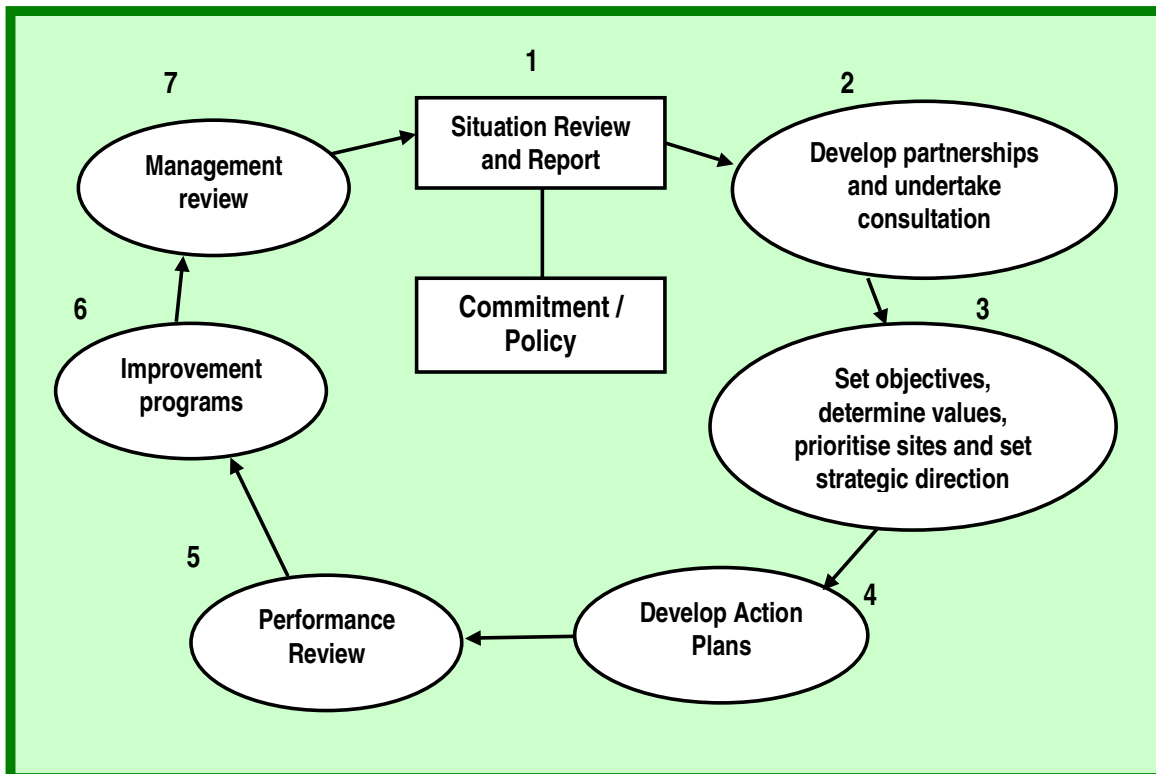 1
Situation Review
and Report
2
Develop partnerships
and undertake
consultation
3
Set objectives,
determine values,
prioritise sites and set
strategic direction
4
Develop Action
Plans
5
Performance
Review
6
Improvement
programs
7
Management
review
Commitment /
Policy